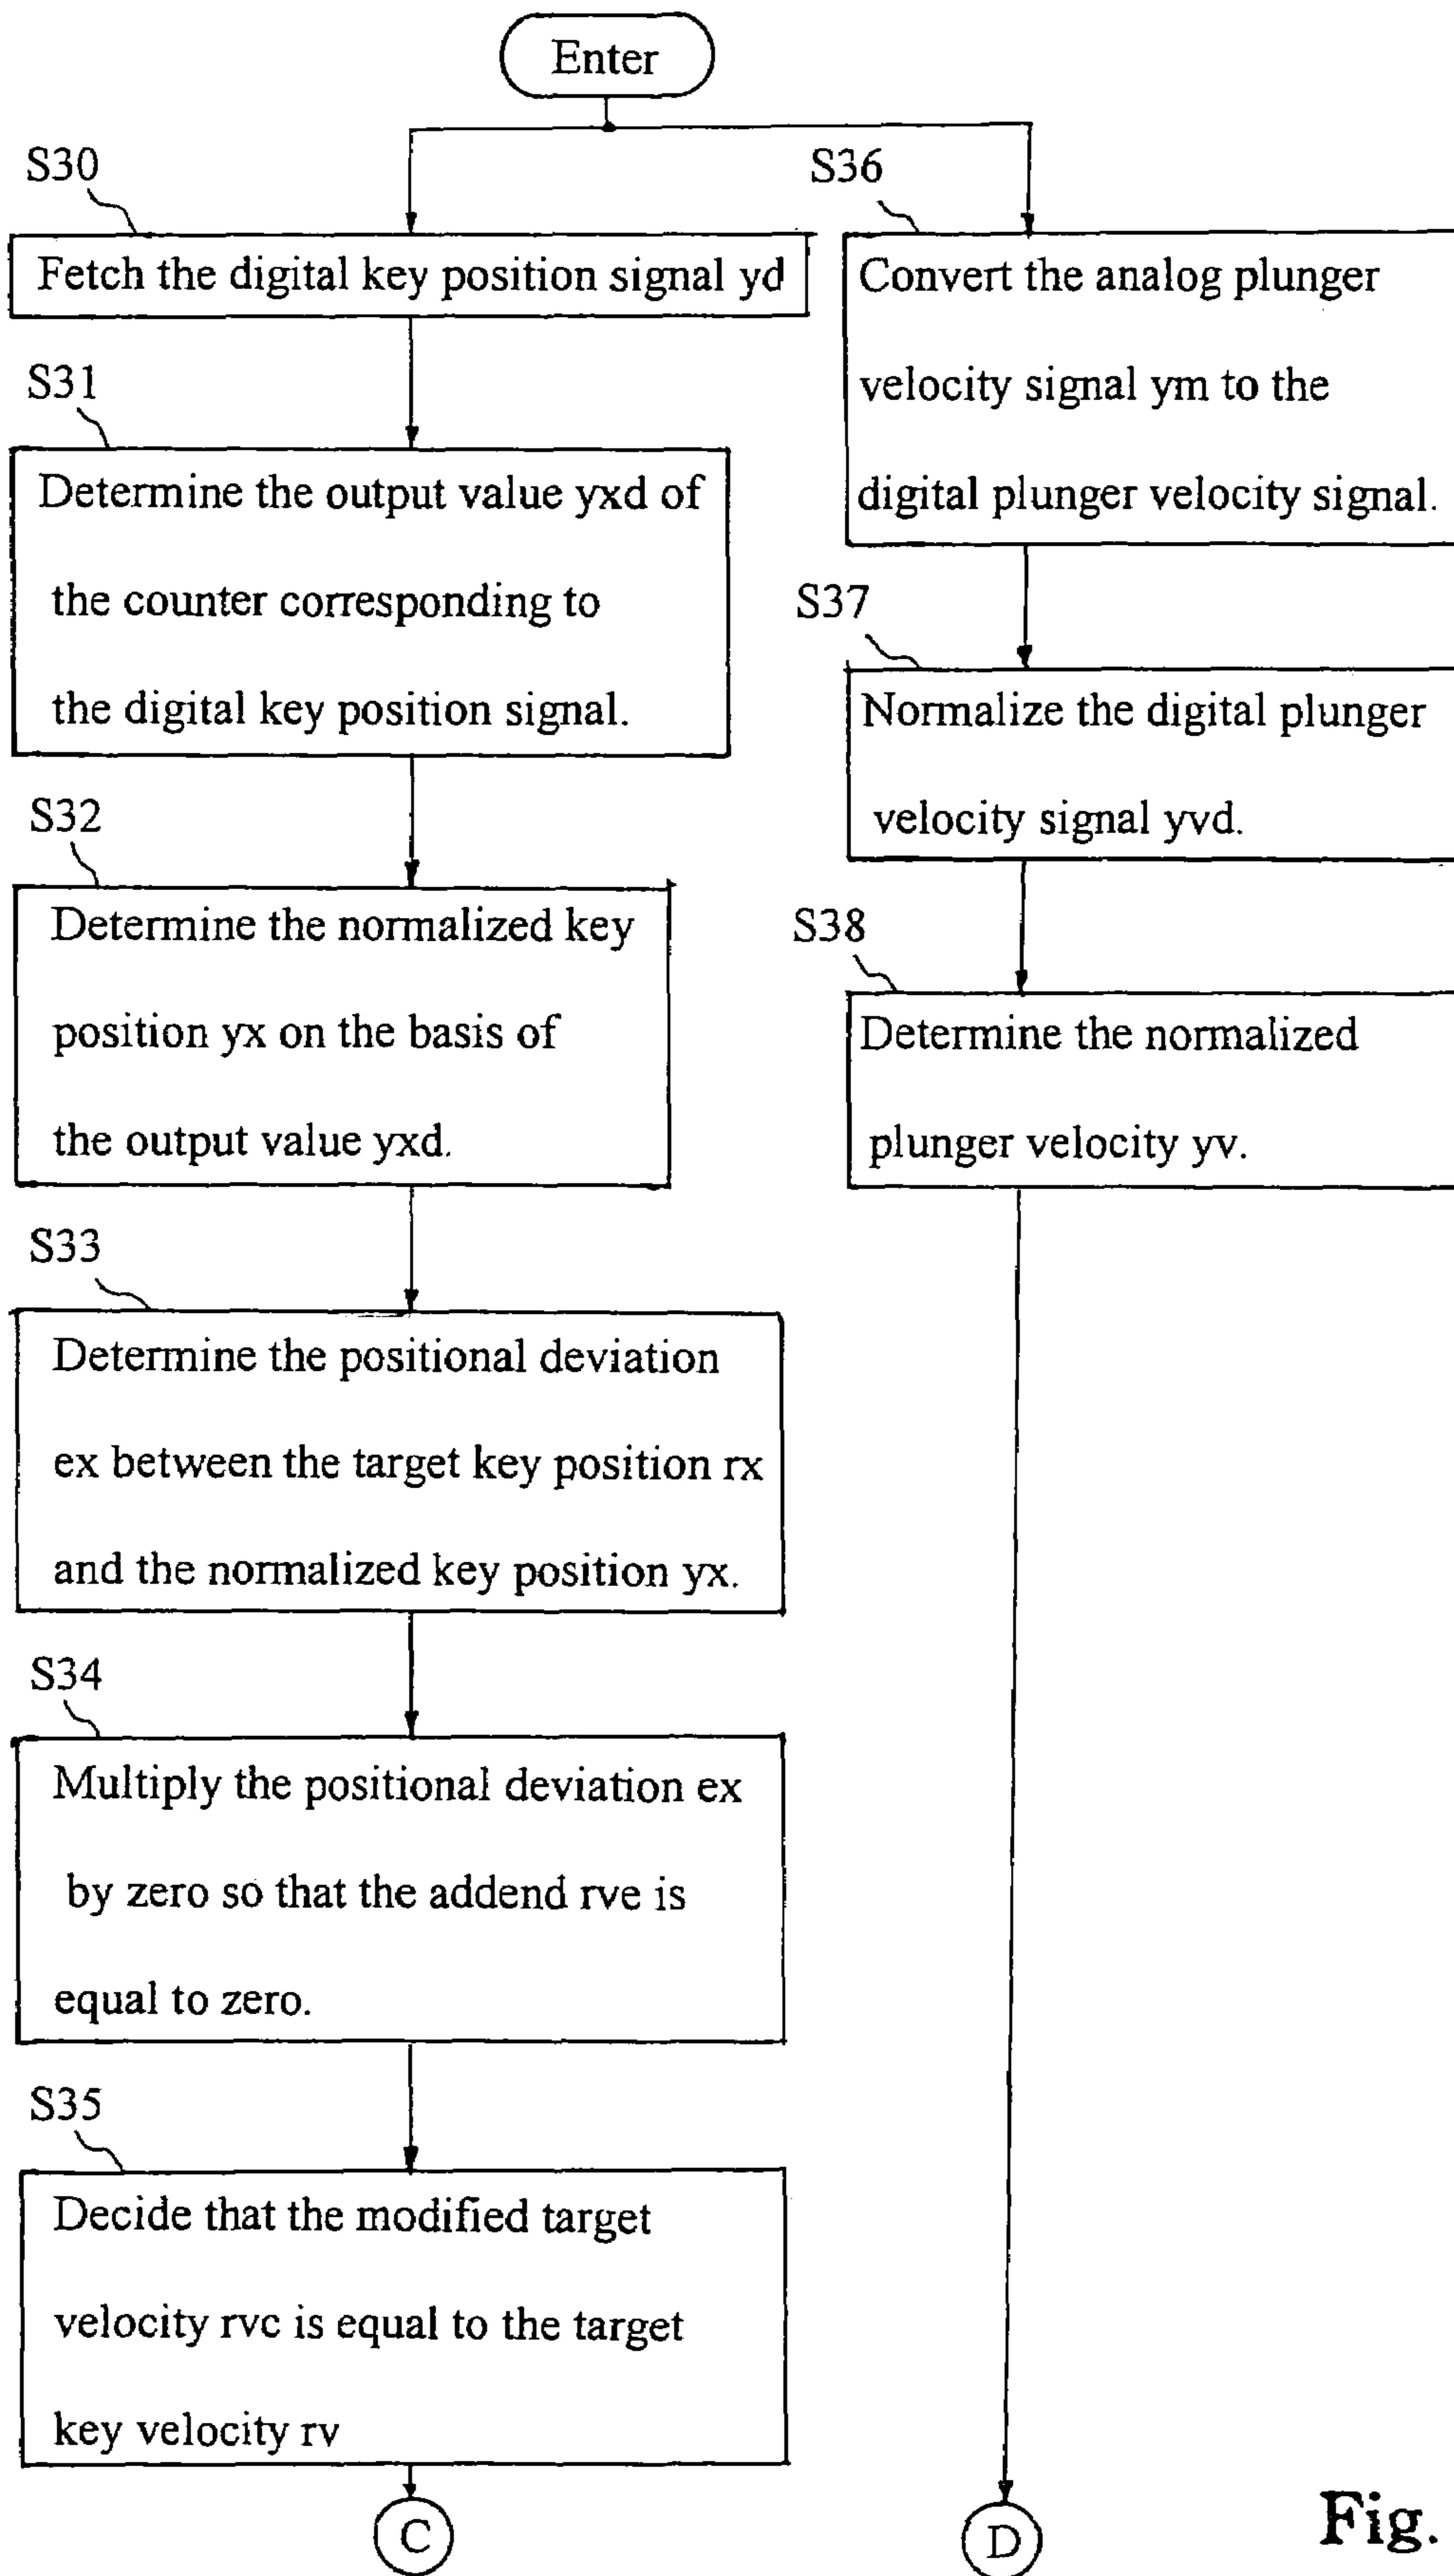 Enter
S30
Fetch the digital key position signal yd
S31
Determine the output value yxd of
the counter corresponding to
the digital key position signal.
S32
Determine the normalized key
position yx on the basis of
the output value yxd.
S33
Determine the positional deviation
ex between the target key position rx
and the normalized key position yx.
S34
Multiply the positional deviation ex
by zero so that the addend rve is
equal to zero.
S35
Decide that the modified target
velocity rvc is equal to the target
key velocity rv
C
S36
Convert the analog plunger
velocity signal ym to the
digital plunger velocity signal.
S37
Normalize the digital plunger
velocity signal yvd.
S38
Determine the normalized
plunger velocity yv.
D
Fig.